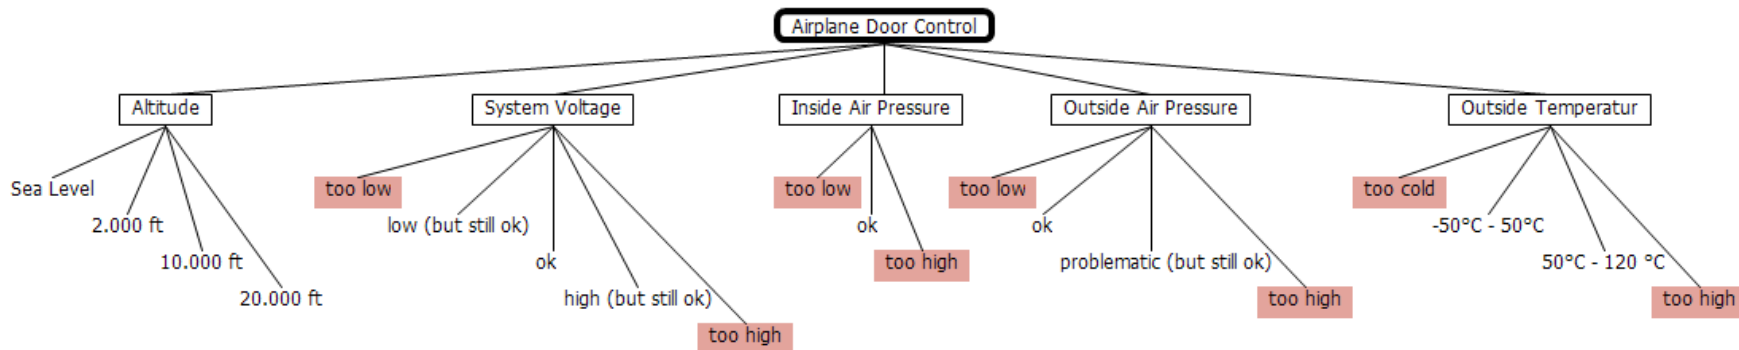 Airplane Door Control
Altitude
System Voltage
Inside Air Pressure
Outside Air Pressure
Outside Temperatur
Sea Level
2.000 ft
10.000 ft
20.000 ft
too low
low (but still ok)
ok
high (but still ok)
too high
too low
ok
too high
too low
ok
problematic (but still ok)
too high
too cold
-50°C - 50°C
50°C - 120 °C
too high